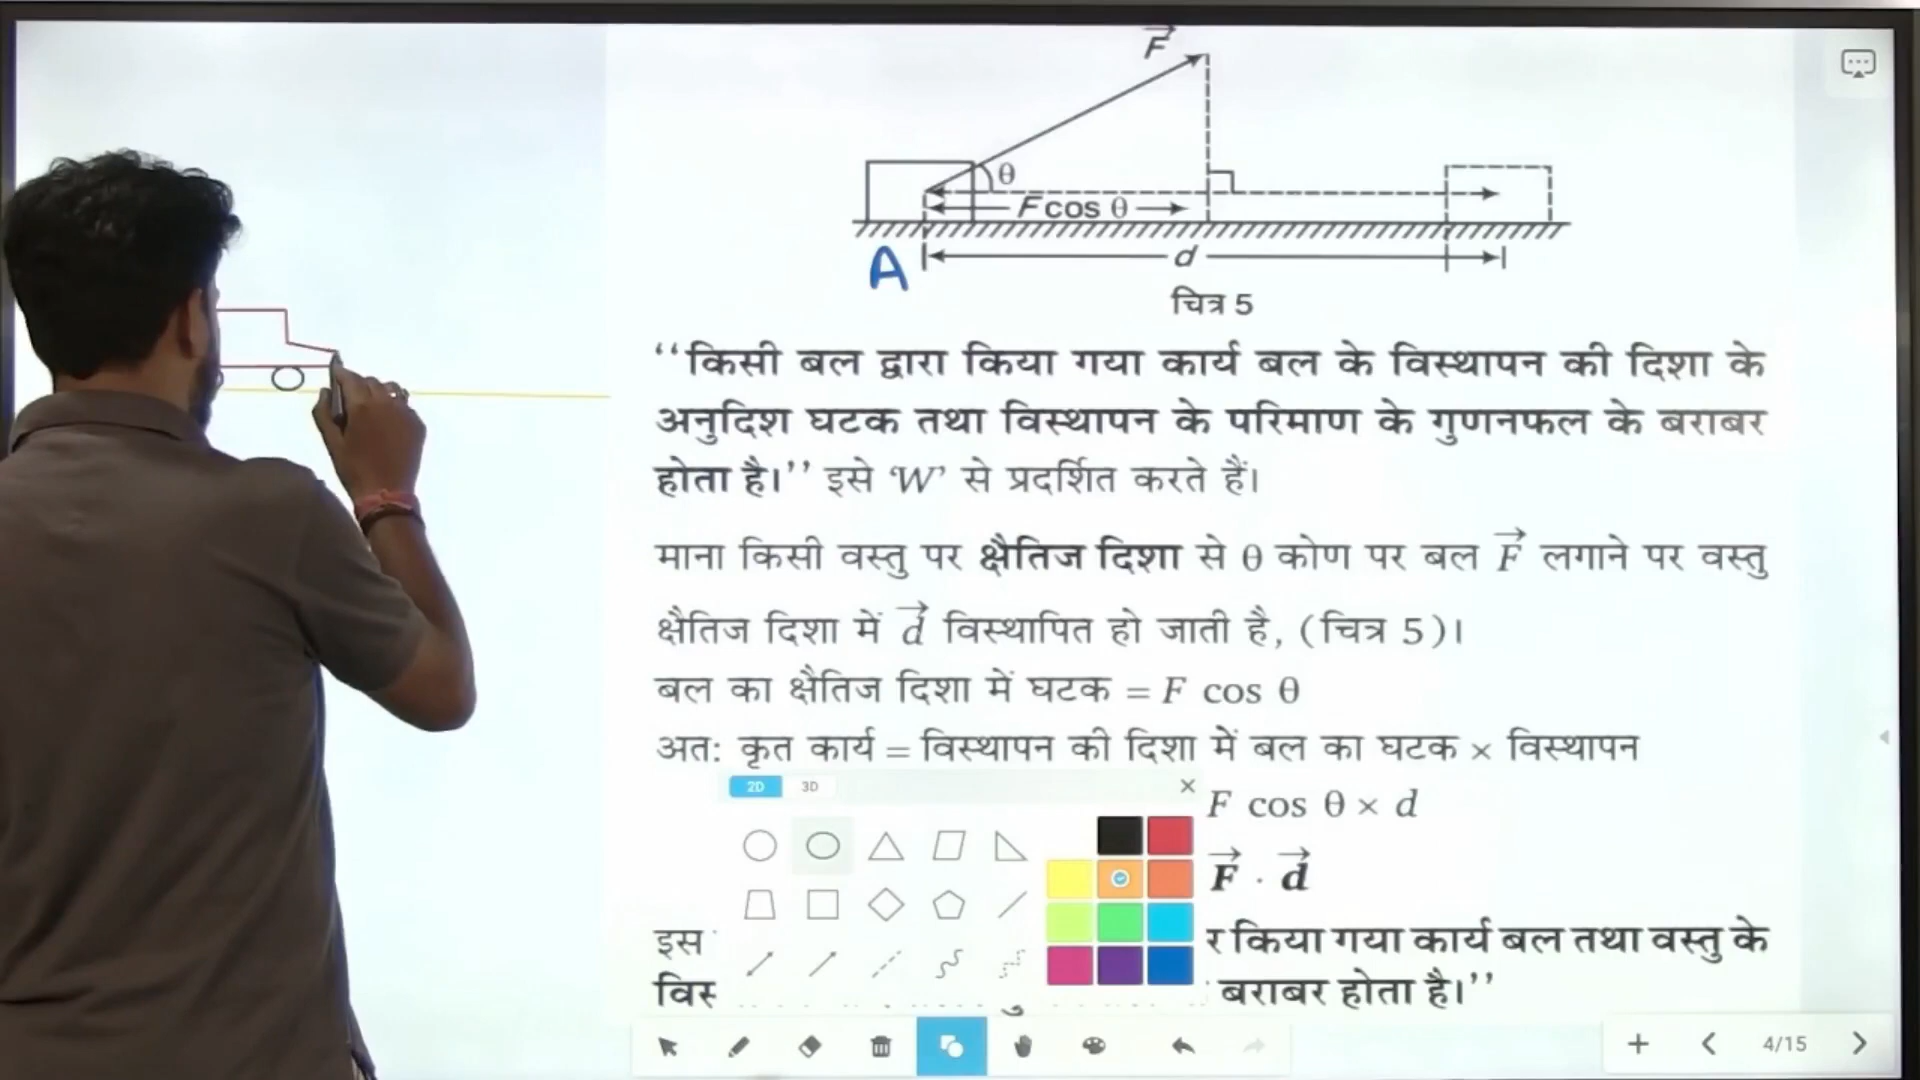 F
θ
F cos θ
A
d
चित्र 5
‘‘किसी बल द्वारा किया गया कार्य बल के विस्थापन की दिशा के
अनुदिश घटक तथा विस्थापन के परिमाण के गुणनफल के बराबर
होता है।’’ इसे ‘W’ से प्रदर्शित करते हैं।
माना किसी वस्तु पर क्षैतिज दिशा से θ कोण पर बल F लगाने पर वस्तु
क्षैतिज दिशा में d विस्थापित हो जाती है, (चित्र 5)।
बल का क्षैतिज दिशा में घटक = F cos θ
अत: कृत कार्य = विस्थापन की दिशा में बल का घटक × विस्थापन
2D 3D
F cos θ × d
F · d
इस र किया गया कार्य बल तथा वस्तु के
बराबर होता है।’’
4/15